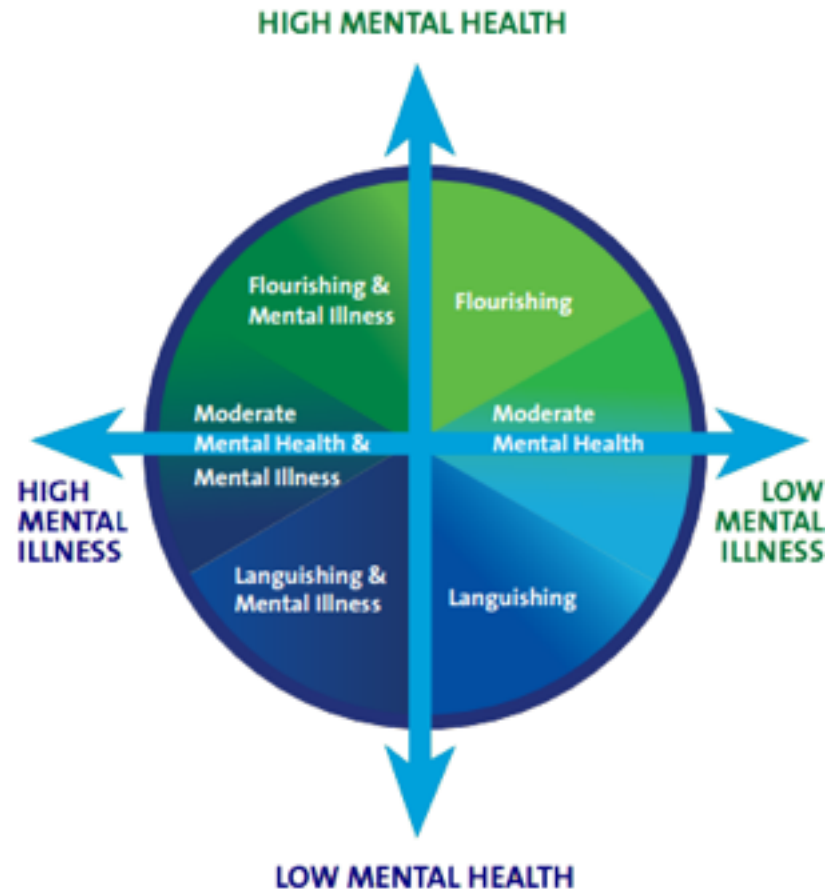 HIGH MENTAL HEALTH
Flourishing &
Mental Illness
Flourishing
Moderate
Mental Health &
Mental Illness
Moderate
Mental Health
HIGH
MENTAL
ILLNESS
LOW
MENTAL
ILLNESS
Languishing &
Mental Illness
Languishing
LOW MENTAL HEALTH